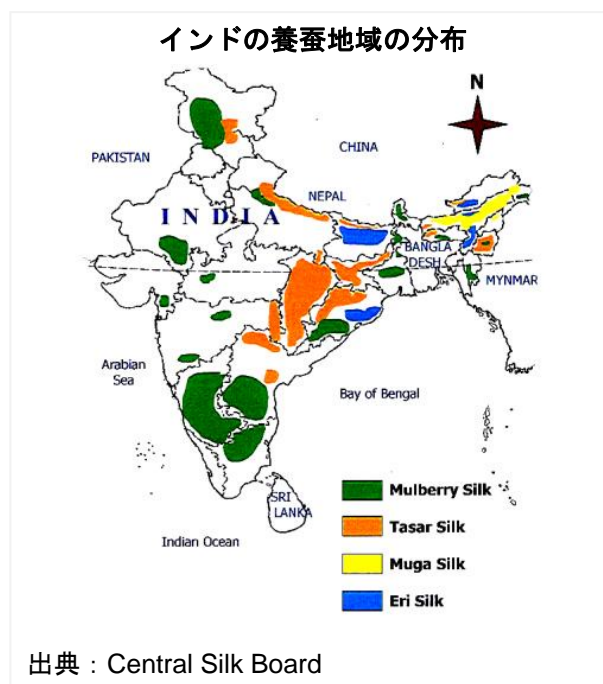 インドの養蚕地域の分布
N
CHINA
PAKISTAN
NEPAL
INDIA
BANGLA
DESH
MYNMAR
Arabian
Sea
Bay of Bengal
Mulberry Silk
SRI
LANKA
Tasar Silk
Indian Ocean
Muga Silk
Eri Silk
出典：Central Silk Board